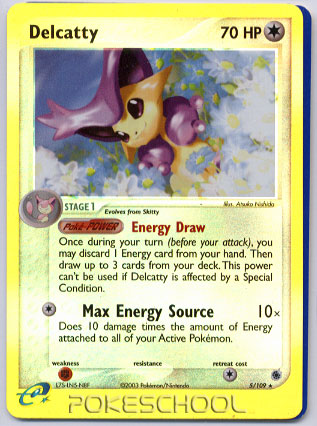 Delcatty 70 HP
Illus. Atsuko Nishida
STAGE 1
Evolves from Skitty
POKé-POWER Energy Draw
Once during your turn (before your attack), you
may discard 1 Energy card from your hand. Then
draw up to 3 cards from your deck. This power
can't be used if Delcatty is affected by a Special
Condition.
Max Energy Source 10×
Does 10 damage times the amount of Energy
attached to all of your Active Pokémon.
weakness resistance retreat cost
©2003 Pokémon/Nintendo 5/109
e
POKESCHOOL